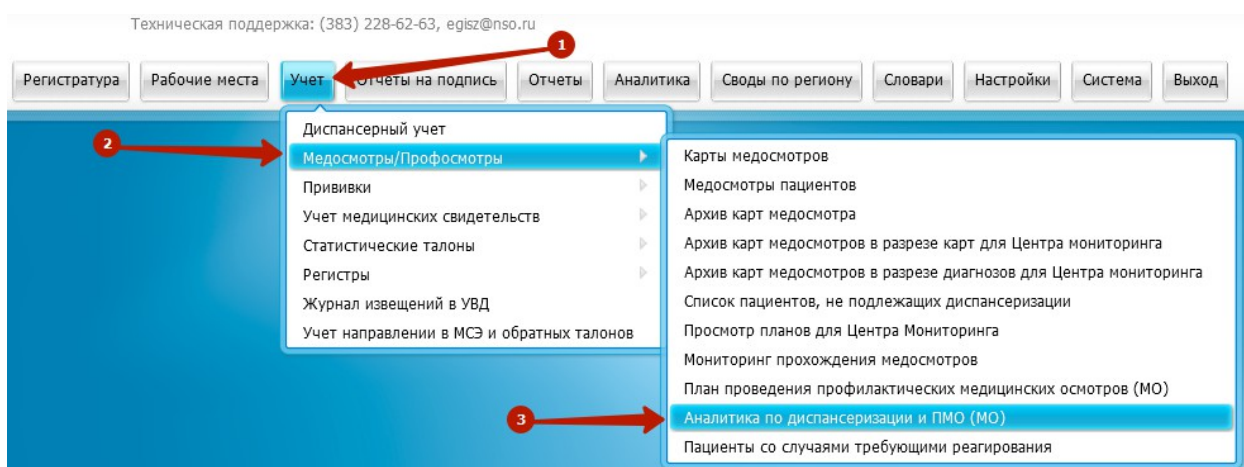 Техническая поддержка: (383) 228-62-63, egisz@nso.ru
1
Регистратура Рабочие места Учет Отчеты на подпись Отчеты Аналитика Своды по региону Словари Настройки Система Выход
Диспансерный учет
2
Медосмотры/Профосмотры
Прививки
Учет медицинских свидетельств
Статистические талоны
Регистры
Журнал извещений в УВД
Учет направлении в МСЭ и обратных талонов
Карты медосмотров
Медосмотры пациентов
Архив карт медосмотра
Архив карт медосмотров в разрезе карт для Центра мониторинга
Архив карт медосмотров в разрезе диагнозов для Центра мониторинга
Список пациентов, не подлежащих диспансеризации
Просмотр планов для Центра Мониторинга
Мониторинг прохождения медосмотров
План проведения профилактических медицинских осмотров (МО)
3
Аналитика по диспансеризации и ПМО (МО)
Пациенты со случаями требующими реагирования